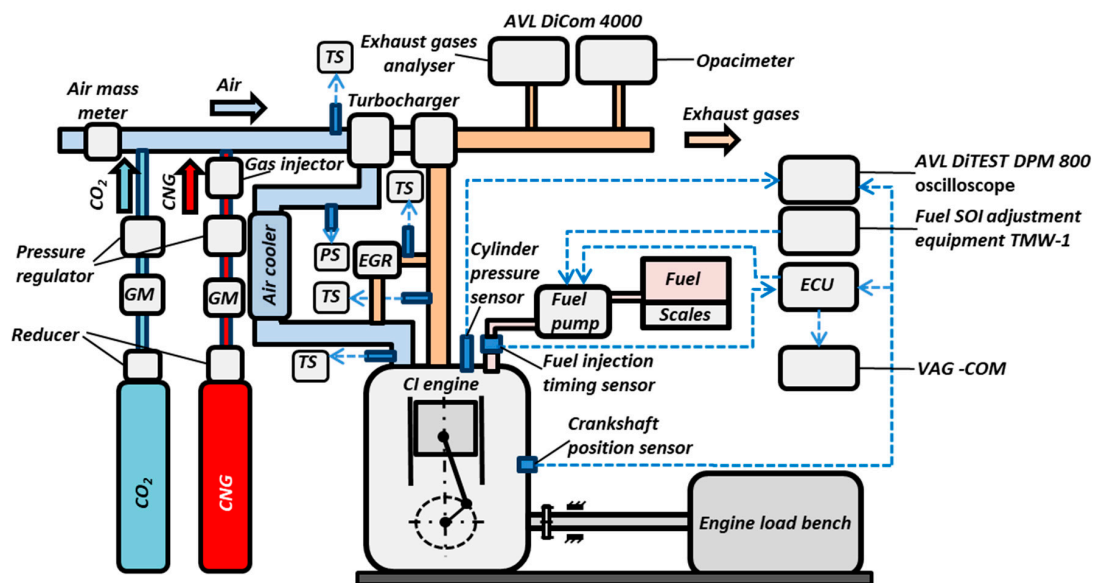 AVL DiCom 4000
Exhaust gases
analyser
Opacimeter
TS
Air mass
meter
Air
Turbocharger
Exhaust gases
CO2
CNG
Gas injector
TS
AVL DiTEST DPM 800
oscilloscope
Pressure
regulator
Air cooler
PS
EGR
Cylinder
pressure
sensor
Fuel SOI adjustment
equipment TMW-1
GM
GM
TS
Fuel
pump
Fuel
Scales
ECU
Reducer
TS
Fuel injection
timing sensor
VAG -COM
CI engine
Crankshaft
position sensor
CO2
CNG
Engine load bench